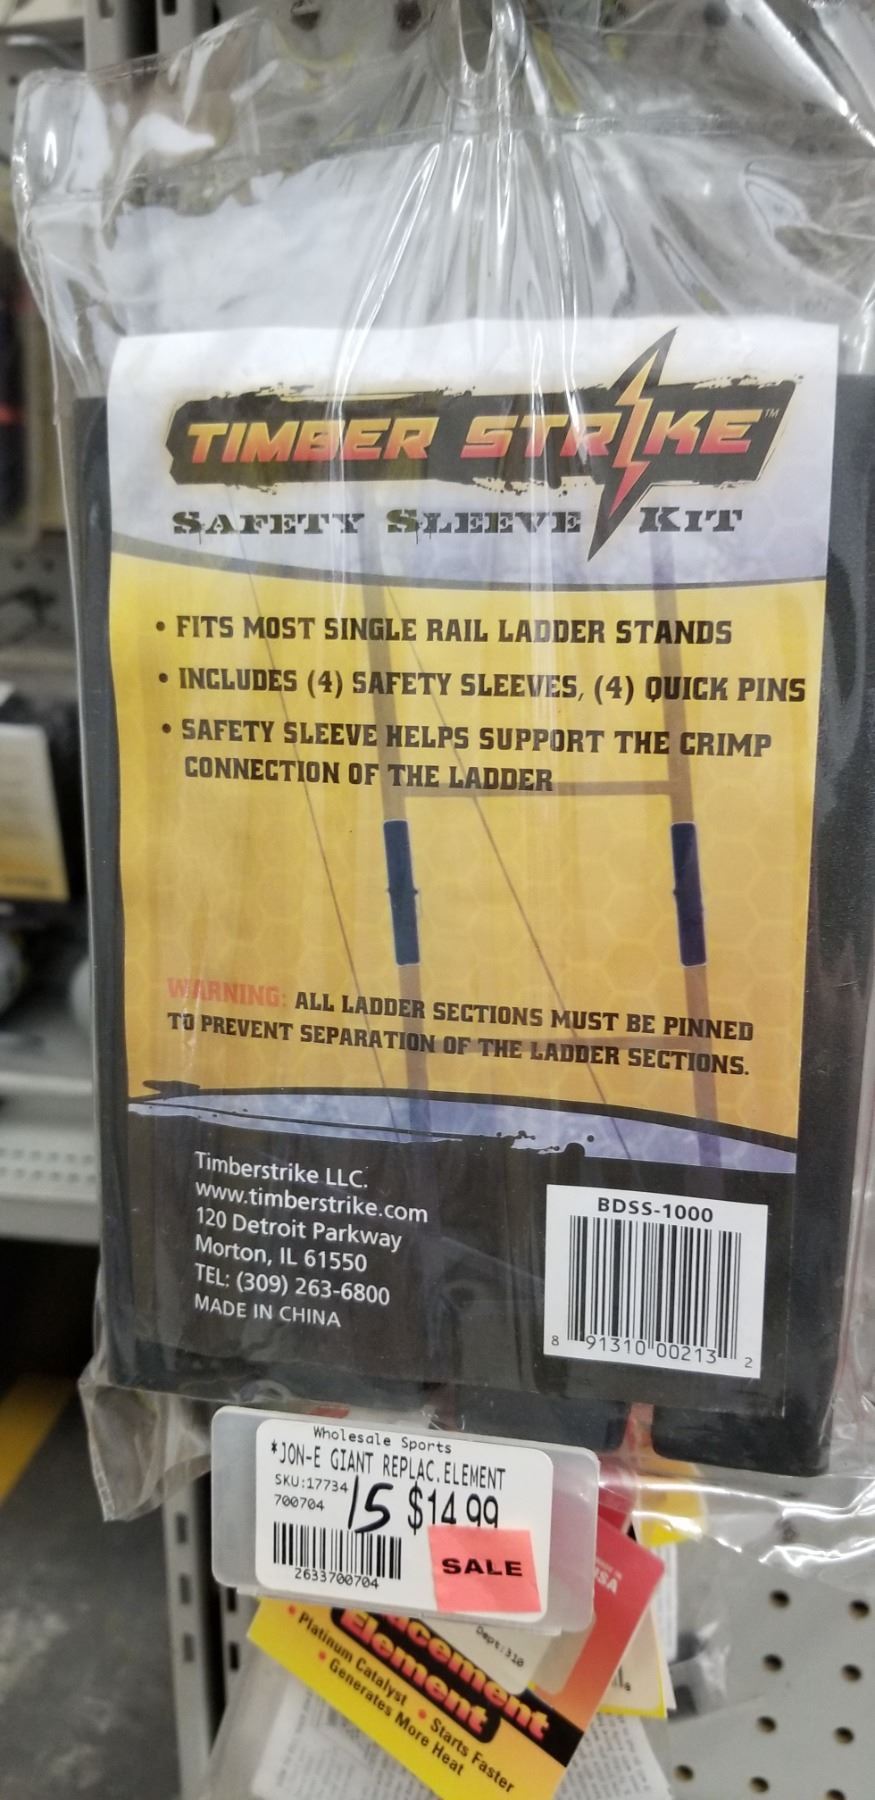 TIMBER STRIKE™
SAFETY SLEEVE KIT
• FITS MOST SINGLE RAIL LADDER STANDS
• INCLUDES (4) SAFETY SLEEVES, (4) QUICK PINS
• SAFETY SLEEVE HELPS SUPPORT THE CRIMP
CONNECTION OF THE LADDER
WARNING: ALL LADDER SECTIONS MUST BE PINNED
TO PREVENT SEPARATION OF THE LADDER SECTIONS.
Timberstrike LLC.
www.timberstrike.com
120 Detroit Parkway
Morton, IL 61550
TEL: (309) 263-6800
MADE IN CHINA
BDSS-1000
8 91310 00213 2
Wholesale Sports
*JON-E GIANT REPLAC.ELEMENT
SKU:17734
700704
15 $14.99
SALE
2633700704
USA
Dept:310
Element
• Platinum Catalyst • Starts Faster
• Generates More Heat